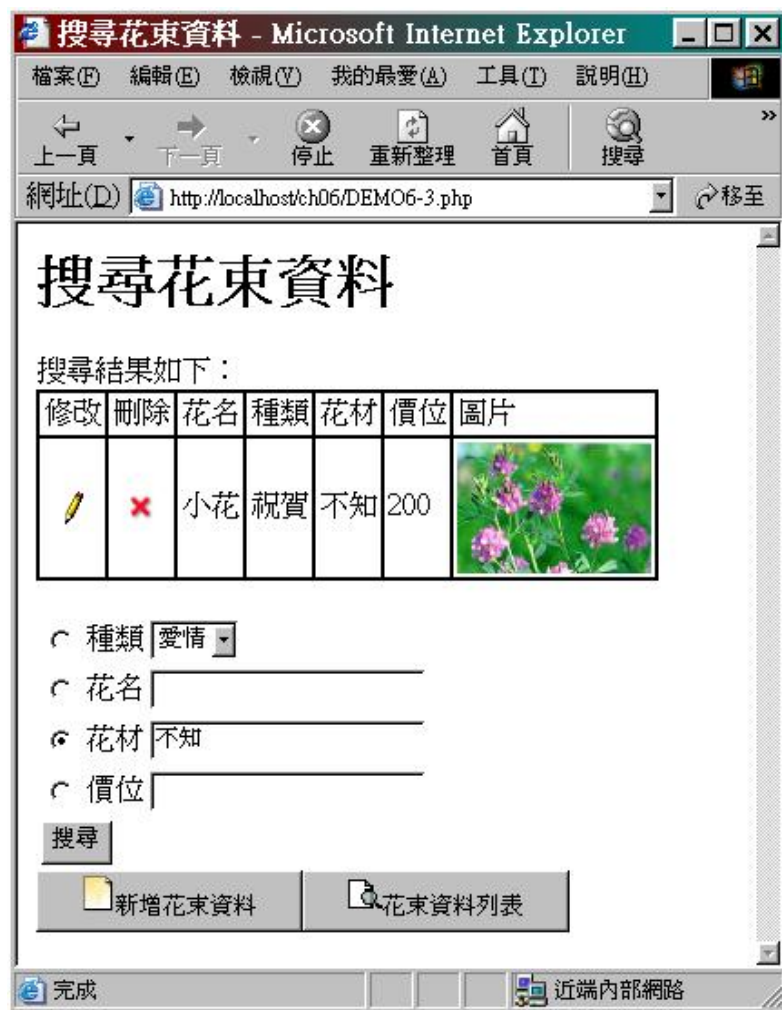 搜尋花束資料 - Microsoft Internet Explorer
檔案(F) 編輯(E) 檢視(V) 我的最愛(A) 工具(T) 說明(H)
上一頁 下一頁 停止 重新整理 首頁 搜尋 »
網址(D) http://localhost/ch06/DEMO6-3.php 移至
搜尋花束資料
搜尋結果如下：
修改 刪除 花名 種類 花材 價位 圖片
小花 祝賀 不知 200
種類 愛情
花名
花材 不知
價位
搜尋
新增花束資料 花束資料列表
完成 近端內部網路